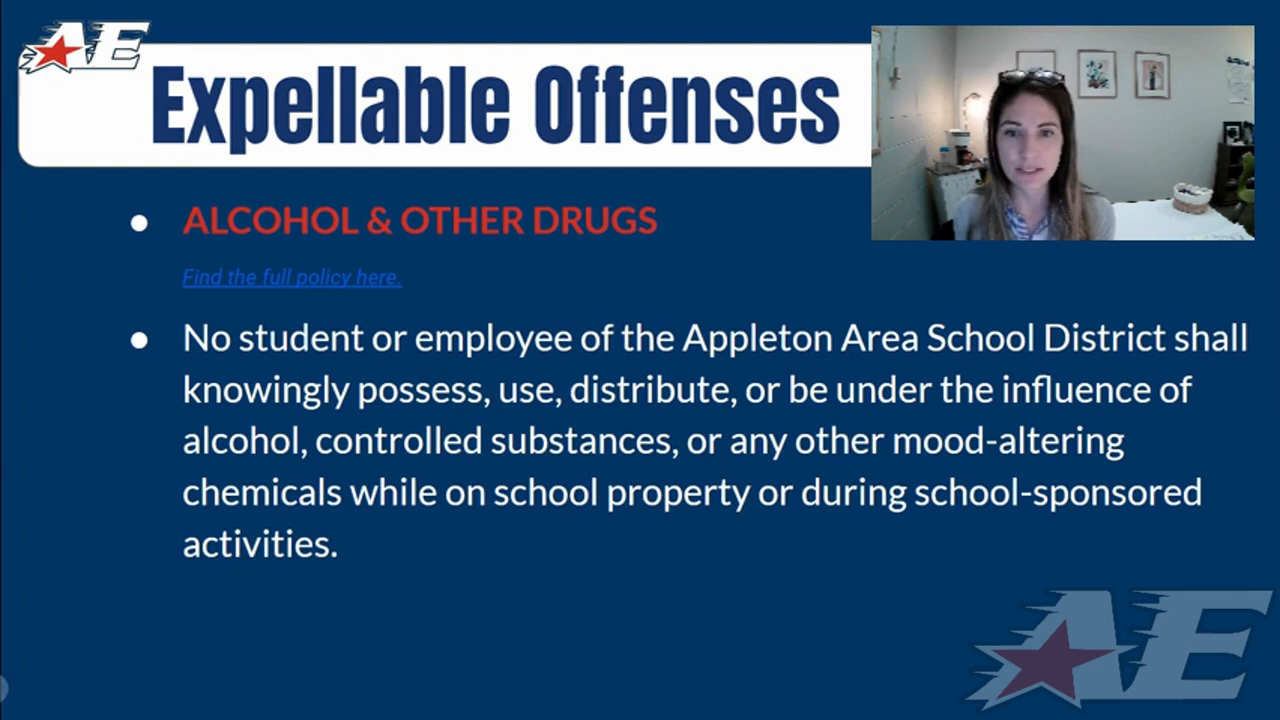 AE
Expellable Offenses
● ALCOHOL & OTHER DRUGS
Find the full policy here.
● No student or employee of the Appleton Area School District shall
knowingly possess, use, distribute, or be under the influence of
alcohol, controlled substances, or any other mood-altering
chemicals while on school property or during school-sponsored
activities.
AE